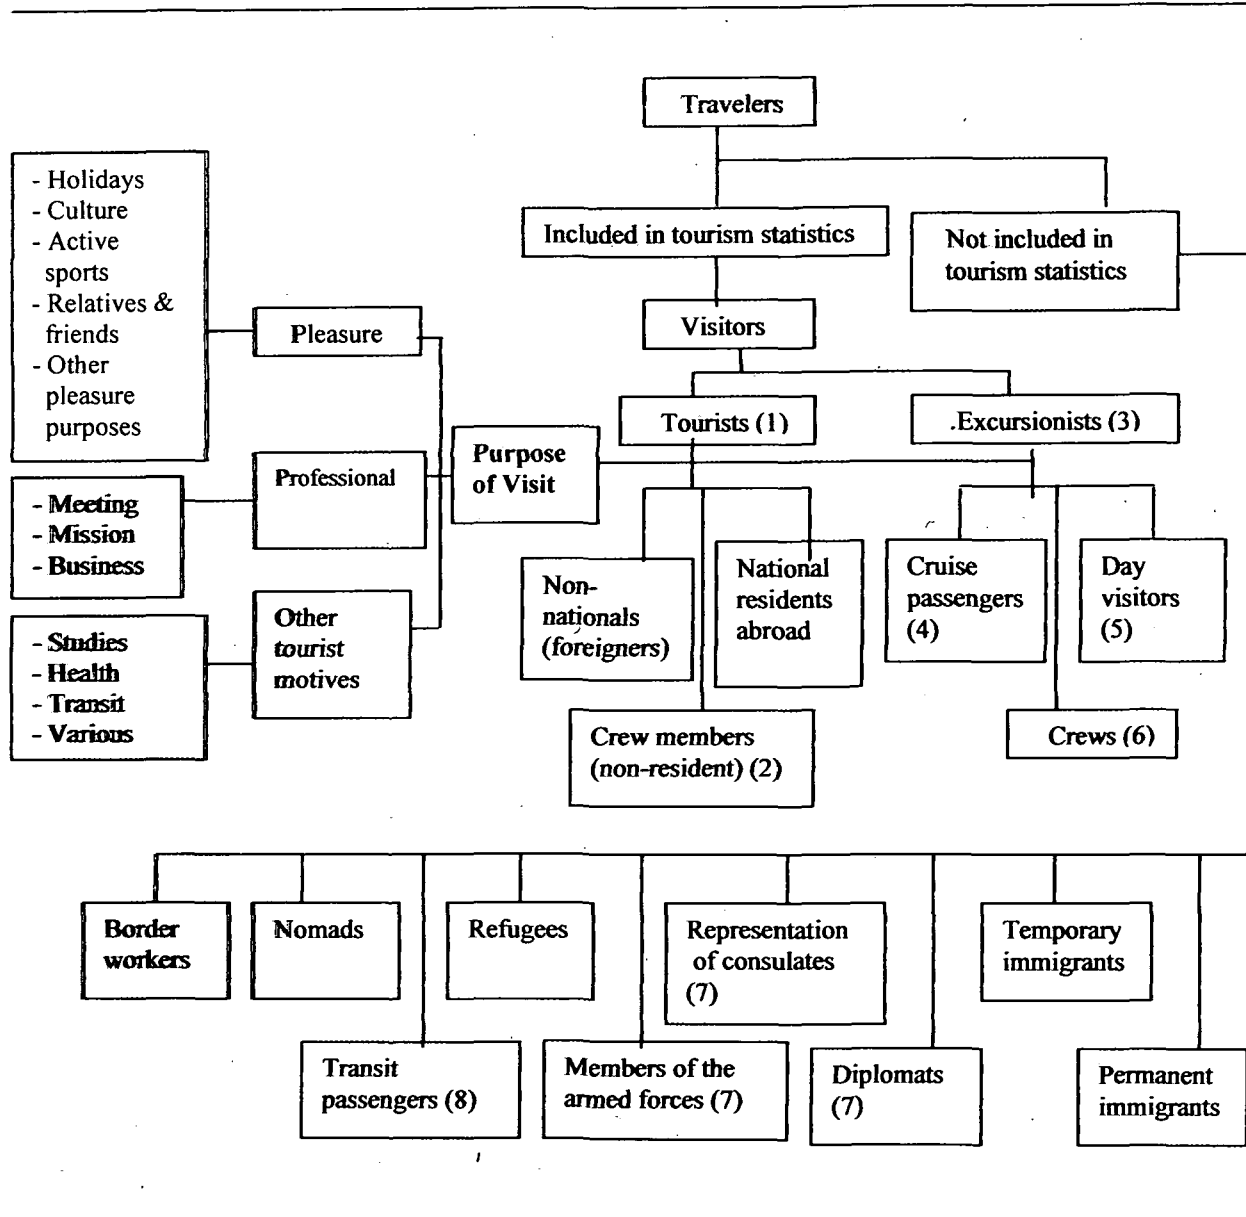 Travelers
Included in tourism statistics
Not included in
tourism statistics
Visitors
Tourists (1)
.Excursionists (3)
- Holidays
- Culture
- Active
sports
- Relatives &
friends
- Other
pleasure
purposes
Pleasure
- Meeting
- Mission
- Business
Professional
Purpose
of Visit
- Studies
- Health
- Transit
- Various
Other
tourist
motives
Non-
nationals
(foreigners)
National
residents
abroad
Crew members
(non-resident) (2)
Cruise
passengers
(4)
Day
visitors
(5)
Crews (6)
Border
workers
Nomads
Refugees
Representation
of consulates
(7)
Temporary
immigrants
Transit
passengers (8)
Members of the
armed forces (7)
Diplomats
(7)
Permanent
immigrants